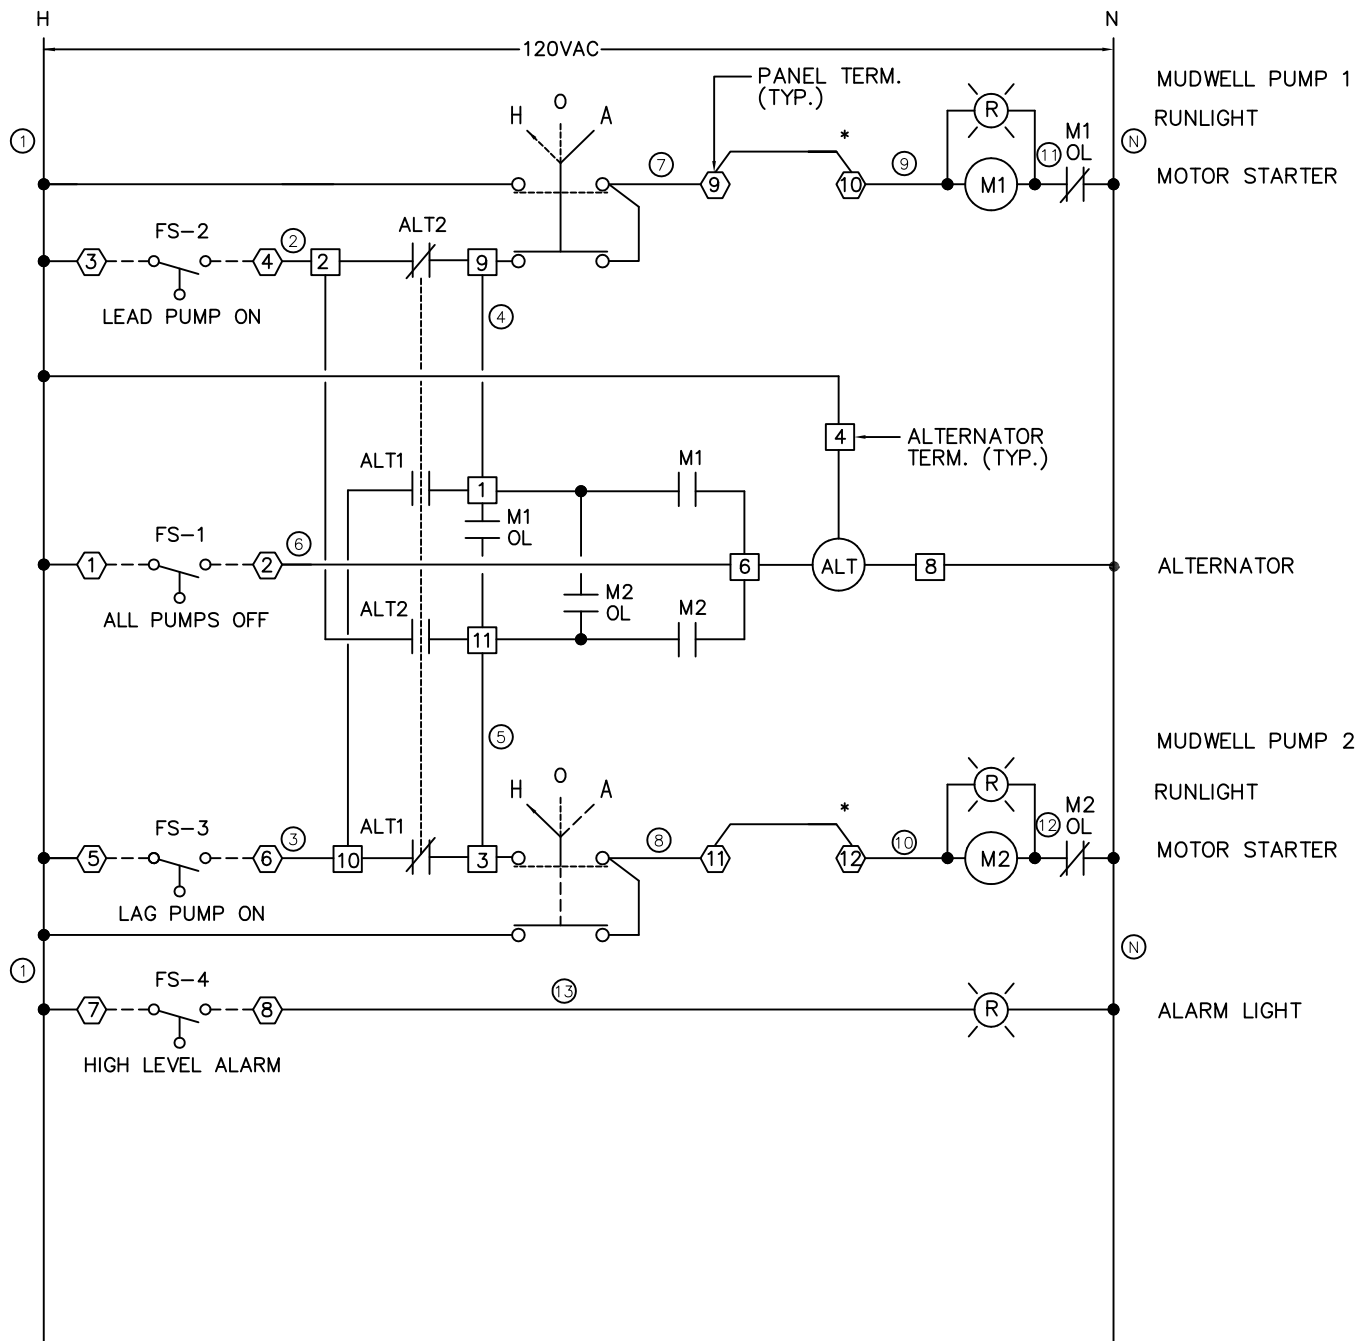 H
N
120VAC
PANEL TERM.
(TYP.)
MUDWELL PUMP 1
H
O
A
*
R
RUNLIGHT
1
7
9
M1
OL
11
N
9
10
M1
MOTOR STARTER
FS-2
2
ALT2
3
4
2
9
LEAD PUMP ON
4
4
ALTERNATOR
TERM. (TYP.)
ALT1
M1
1
M1
OL
FS-1
6
1
2
6
ALT
8
ALTERNATOR
ALL PUMPS OFF
ALT2
M2
OL
M2
11
5
MUDWELL PUMP 2
H
O
A
*
R
RUNLIGHT
FS-3
3
ALT1
8
10
12
M2
OL
5
6
10
3
11
12
M2
MOTOR STARTER
LAG PUMP ON
1
N
FS-4
13
7
8
R
ALARM LIGHT
HIGH LEVEL ALARM